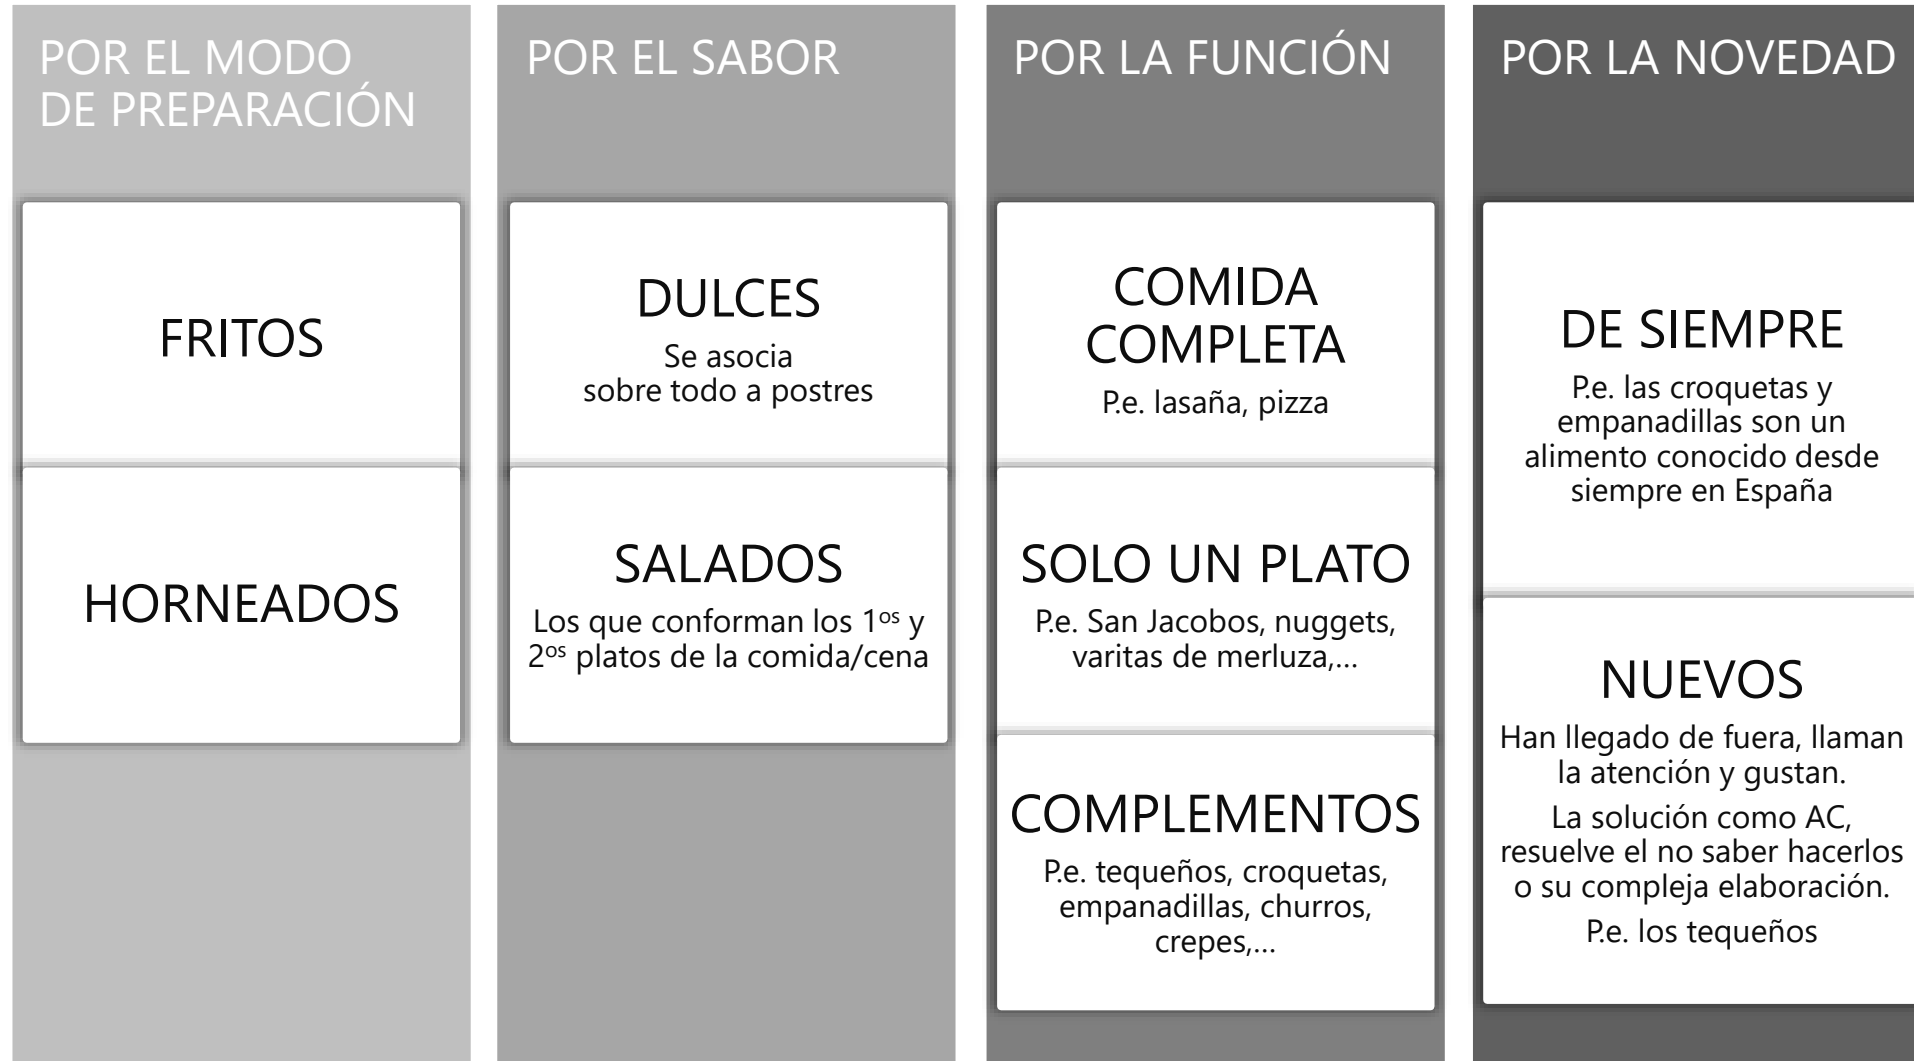 POR EL MODO
DE PREPARACIÓN
FRITOS
HORNEADOS
POR EL SABOR
DULCES
Se asocia
sobre todo a postres
SALADOS
Los que conforman los 1ᵒˢ y
2ᵒˢ platos de la comida/cena
POR LA FUNCIÓN
COMIDA
COMPLETA
P.e. lasaña, pizza
SOLO UN PLATO
P.e. San Jacobos, nuggets,
varitas de merluza,...
COMPLEMENTOS
P.e. tequeños, croquetas,
empanadillas, churros,
crepes,...
POR LA NOVEDAD
DE SIEMPRE
P.e. las croquetas y
empanadillas son un
alimento conocido desde
siempre en España
NUEVOS
Han llegado de fuera, llaman
la atención y gustan.
La solución como AC,
resuelve el no saber hacerlos
o su compleja elaboración.
P.e. los tequeños